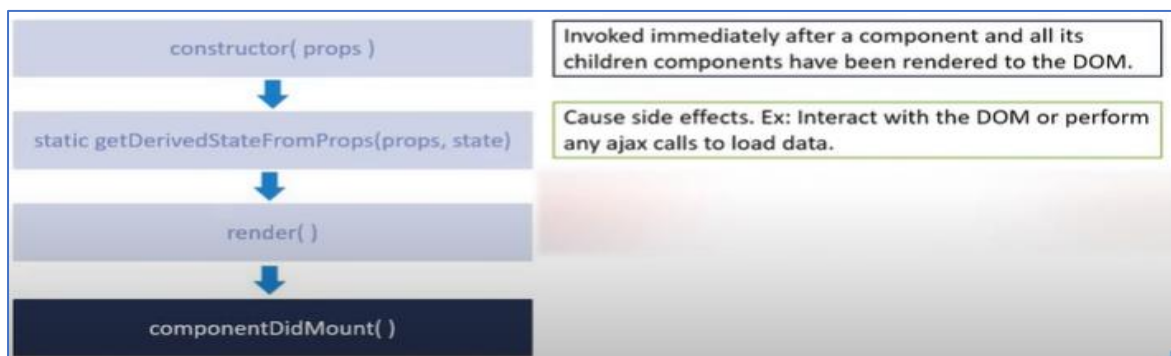 constructor( props )
static getDerivedStateFromProps(props, state)
render( )
componentDidMount( )
Invoked immediately after a component and all its
children components have been rendered to the DOM.
Cause side effects. Ex: Interact with the DOM or perform
any ajax calls to load data.